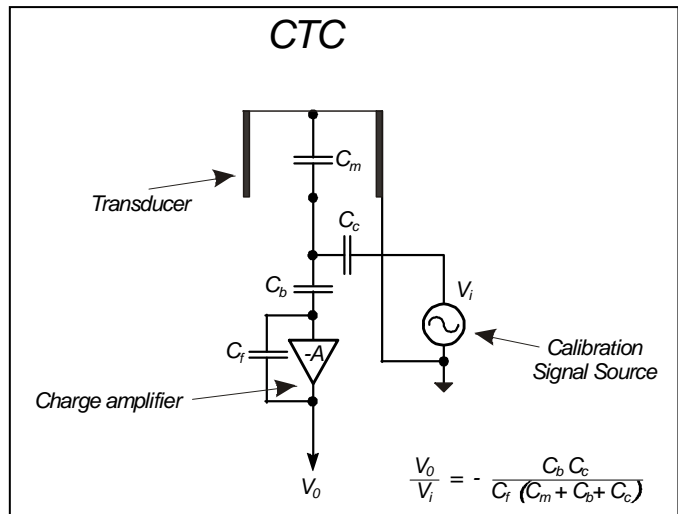 CTC
C_m
Transducer
C_c
C_b
V_i
C_f
-A
Calibration
Signal Source
Charge amplifier
V_0
V_0 / V_i = - C_b C_c / C_f (C_m + C_b + C_c)